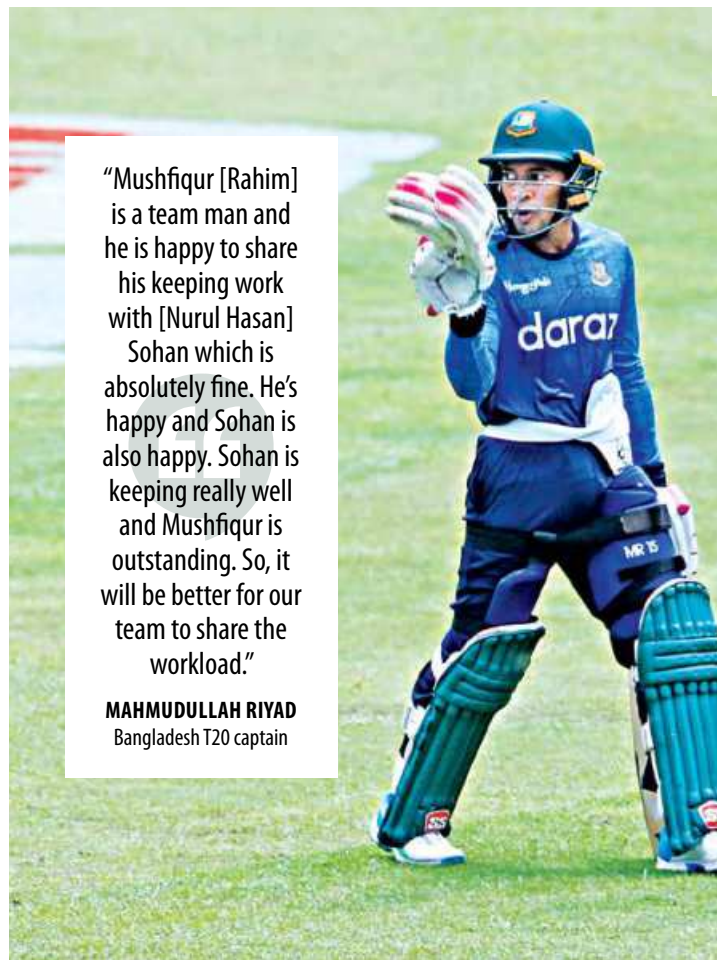 “Mushfiqur [Rahim]
is a team man and
he is happy to share
his keeping work
with [Nurul Hasan]
Sohan which is
absolutely fine. He’s
happy and Sohan is
also happy. Sohan is
keeping really well
and Mushfiqur is
outstanding. So, it
will be better for our
team to share the
workload.”
MAHMUDULLAH RIYAD
Bangladesh T20 captain
daraz
MR 15
SS